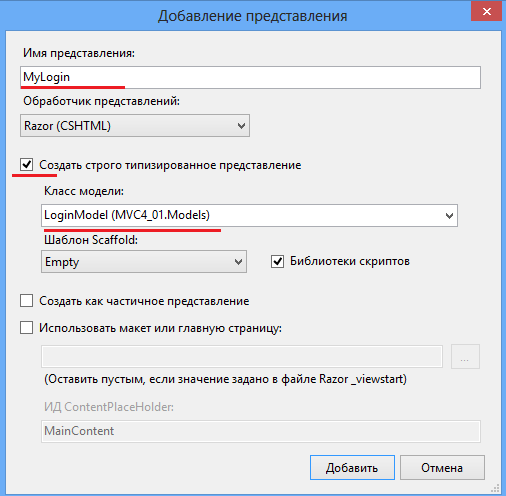 Добавление представления
Имя представления:
MyLogin
Обработчик представлений:
Razor (CSHTML)
Создать строго типизированное представление
Класс модели:
LoginModel (MVC4_01.Models)
Шаблон Scaffold:
Empty
Библиотеки скриптов
Создать как частичное представление
Использовать макет или главную страницу:
...
(Оставить пустым, если значение задано в файле Razor _viewstart)
ИД ContentPlaceHolder:
MainContent
Добавить
Отмена